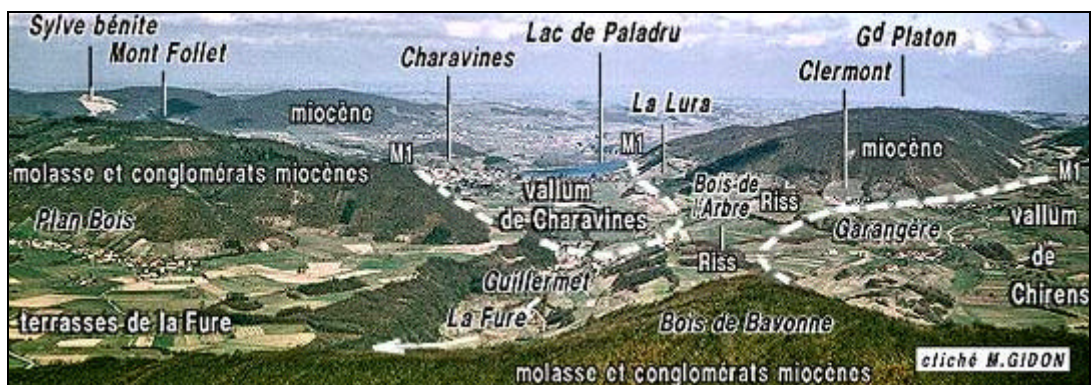 Sylve bénite
Mont Follet
Charavines
Lac de Paladru
La Lura
Gd Platon
Clermont
miocène
M1
M1
miocène
M1
molasse et conglomérats miocènes
vallum
de Charavines
Bois de
l'Arbre
Riss
Plan Bois
Garangère
vallum
de
Chirens
Riss
Guillermet
La Fure
terrasses de la Fure
Bois de Bavonne
molasse et conglomérats miocènes
cliché M.GIDON